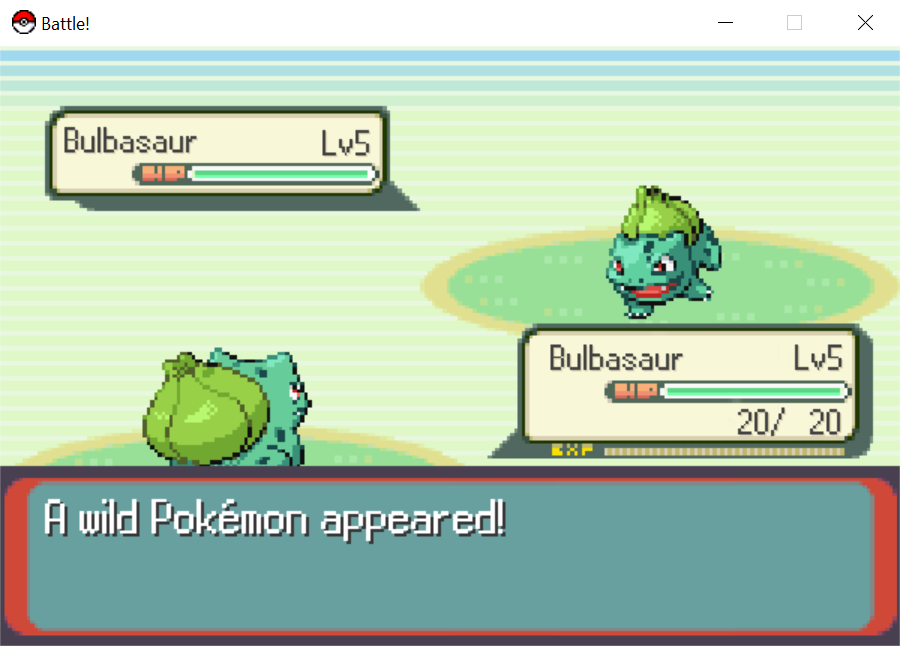 Battle!
Bulbasaur Lv5
HP
Bulbasaur Lv5
HP
20/ 20
EXP
A wild Pokémon appeared!